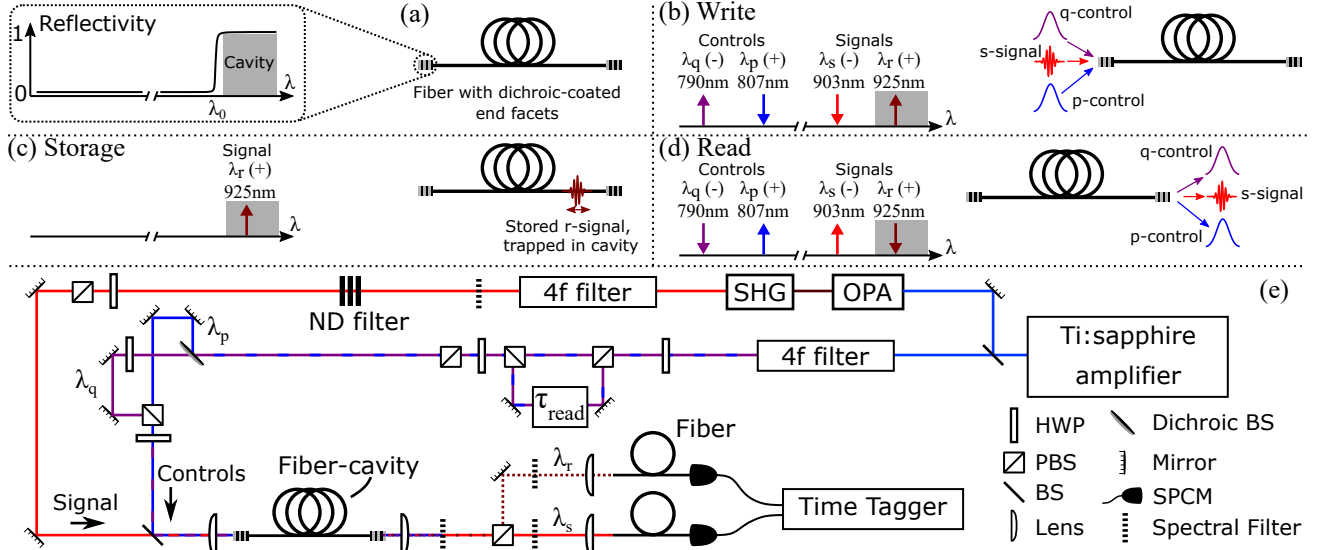 Reflectivity
(a)
1
0
Cavity
λ
λ0
Fiber with dichroic-coated
end facets
(b) Write
Controls
Signals
λq (-) λp (+)
λs (-) λr (+)
790nm 807nm
903nm 925nm
λ
q-control
s-signal
p-control
(c) Storage
Signal
λr (+)
925nm
λ
Stored r-signal,
trapped in cavity
(d) Read
Controls
Signals
λq (-) λp (+)
λs (-) λr (+)
790nm 807nm
903nm 925nm
λ
q-control
s-signal
p-control
(e)
ND filter
4f filter
SHG
OPA
Ti:sapphire
amplifier
λp
λq
τread
4f filter
Signal
Controls
Fiber-cavity
Fiber
λr
λs
Time Tagger
HWP
PBS
BS
Lens
Dichroic BS
Mirror
SPCM
Spectral Filter